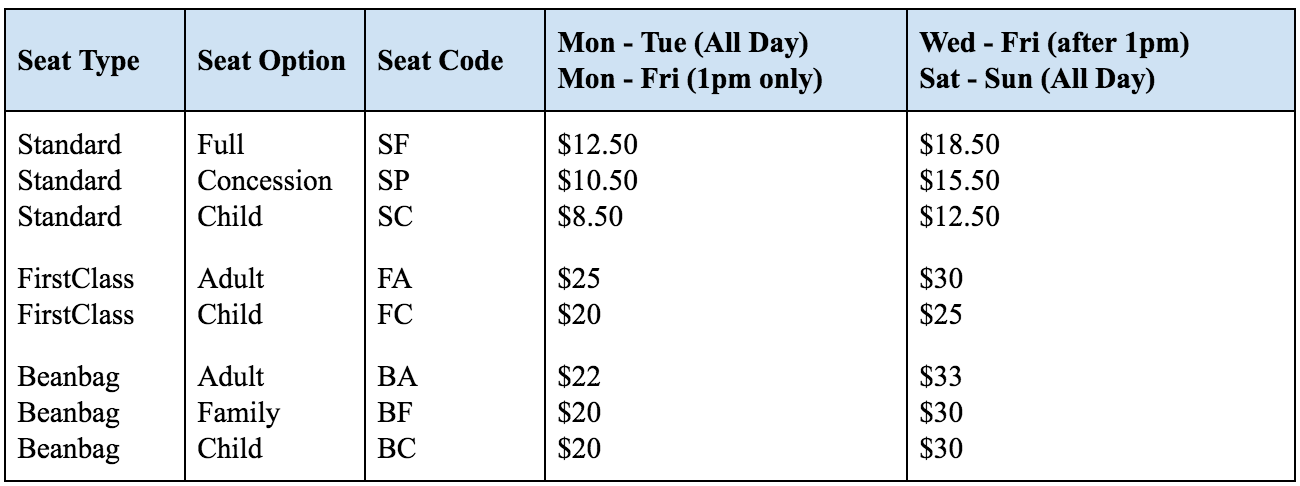 Seat Type Seat Option Seat Code Mon - Tue (All Day) Wed - Fri (after 1pm)
Mon - Fri (1pm only) Sat - Sun (All Day)
Standard Full SF $12.50 $18.50
Standard Concession SP $10.50 $15.50
Standard Child SC $8.50 $12.50
FirstClass Adult FA $25 $30
FirstClass Child FC $20 $25
Beanbag Adult BA $22 $33
Beanbag Family BF $20 $30
Beanbag Child BC $20 $30